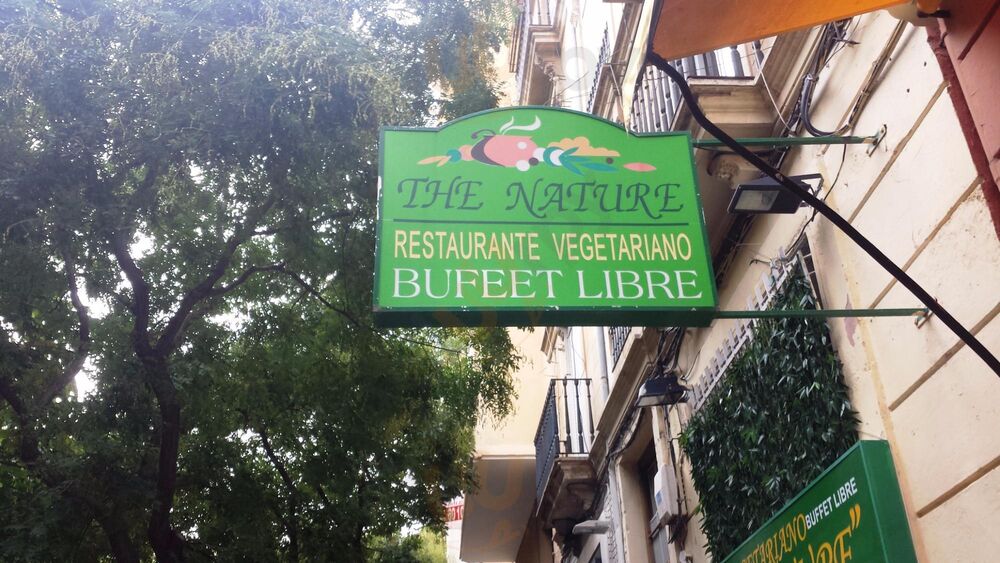 THE NATURE
RESTAURANTE VEGETARIANO
BUFEET LIBRE
BUFFET LIBRE